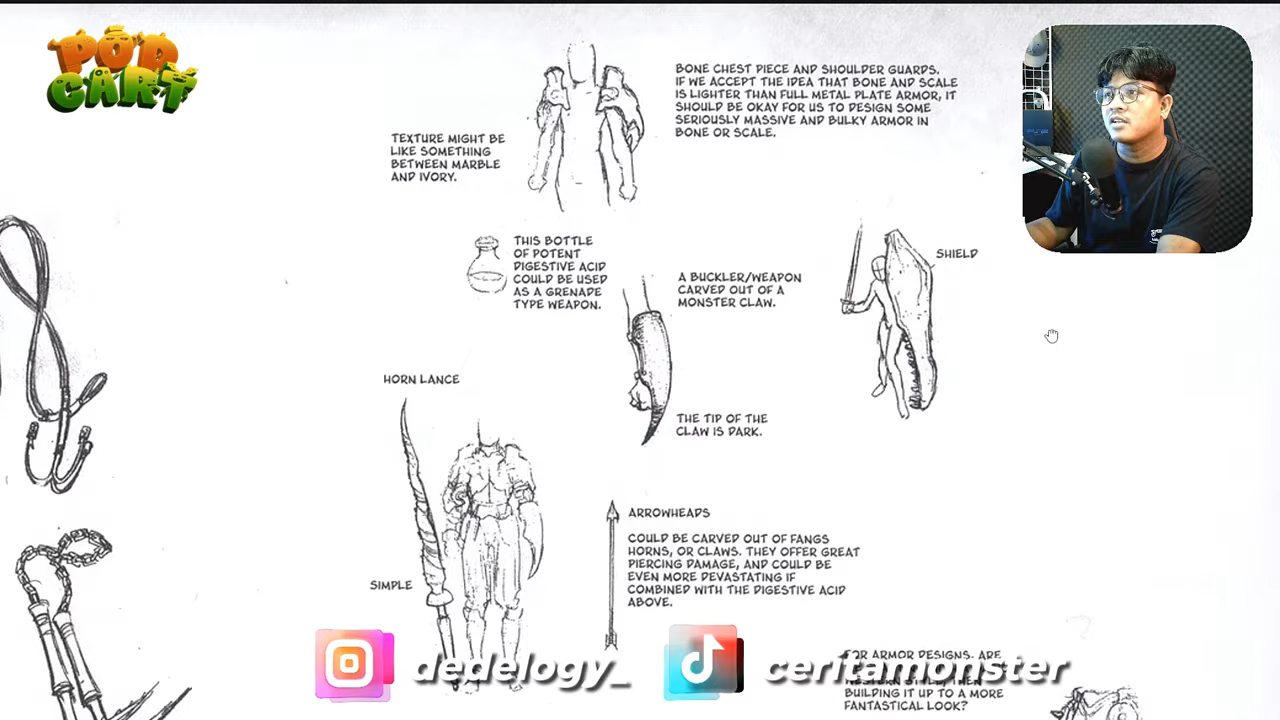 POD
CARY
BONE CHEST PIECE AND SHOULDER GUARDS.
IF WE ACCEPT THE IDEA THAT BONE AND SCALE
IS LIGHTER THAN FULL METAL PLATE ARMOR, IT
SHOULD BE OKAY FOR US TO DESIGN SOME
SERIOUSLY MASSIVE AND BULKY ARMOR IN
BONE OR SCALE.
TEXTURE MIGHT BE
LIKE SOMETHING
BETWEEN MARBLE
AND IVORY.
THIS BOTTLE
OF POTENT
DIGESTIVE ACID
COULD BE USED
AS A GRENADE
TYPE WEAPON.
A BUCKLER/WEAPON
CARVED OUT OF A
MONSTER CLAW.
SHIELD
HORN LANCE
THE TIP OF THE
CLAW IS DARK.
ARROWHEADS
COULD BE CARVED OUT OF FANGS
HORNS, OR CLAWS. THEY OFFER GREAT
PIERCING DAMAGE, AND COULD BE
EVEN MORE DEVASTATING IF
COMBINED WITH THE DIGESTIVE ACID
ABOVE.
SIMPLE
dedelogy_
ceritamonster
FOR ARMOR DESIGNS, ARE
WESTERN STYLE, THEN
BUILDING IT UP TO A MORE
FANTASTICAL LOOK?